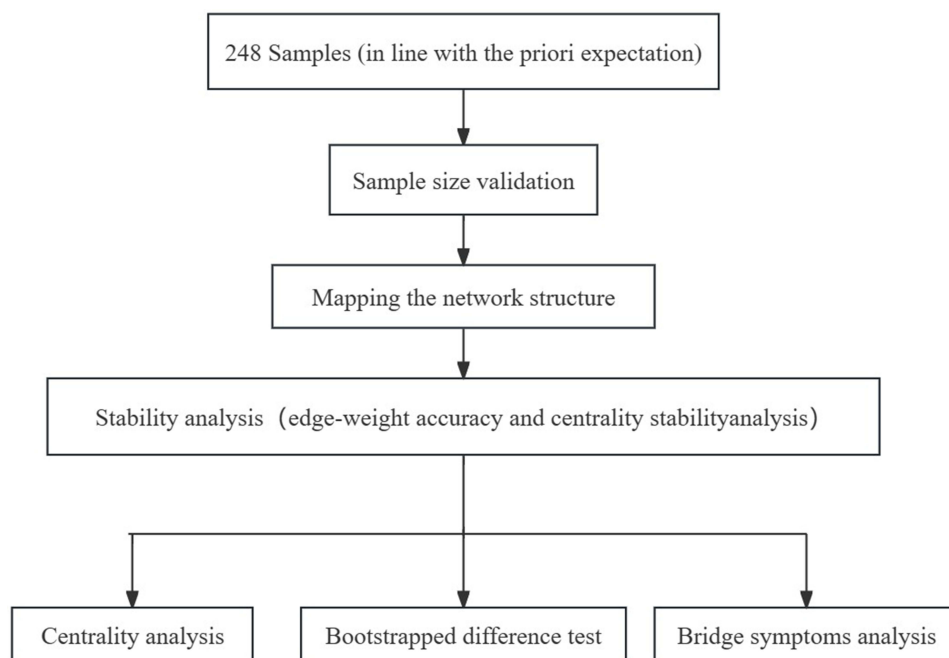 248 Samples (in line with the priori expectation)
Sample size validation
Mapping the network structure
Stability analysis（edge-weight accuracy and centrality stabilityanalysis）
Centrality analysis
Bootstrapped difference test
Bridge symptoms analysis